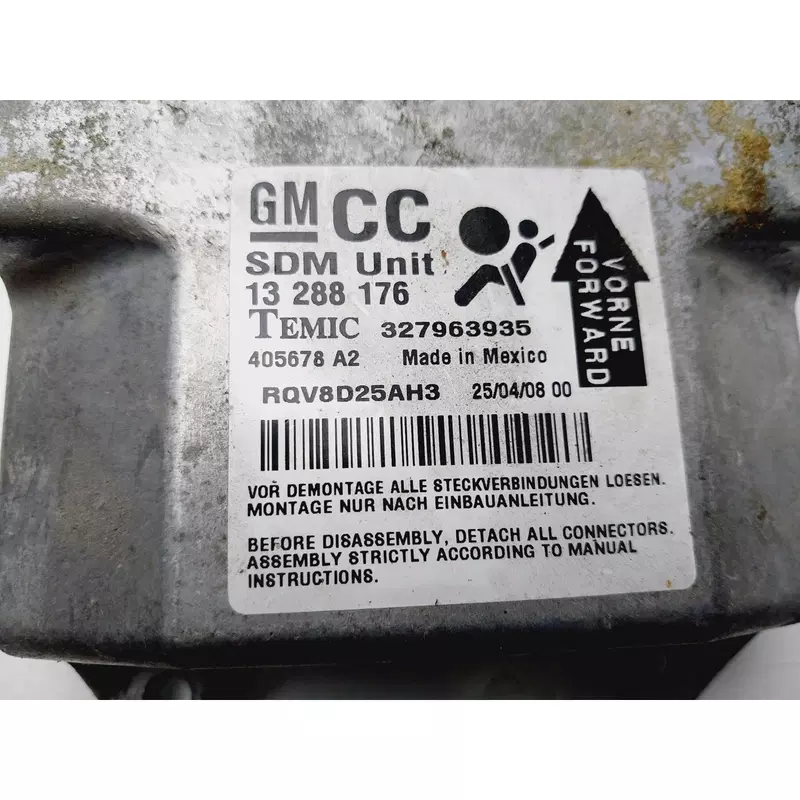 GM CC
SDM Unit
13 288 176
TEMIC 327963935
405678 A2 Made in Mexico
RQV8D25AH3 25/04/08 00
VORNE
FORWARD
VOR DEMONTAGE ALLE STECKVERBINDUNGEN LOESEN.
MONTAGE NUR NACH EINBAUANLEITUNG.
BEFORE DISASSEMBLY, DETACH ALL CONNECTORS.
ASSEMBLY STRICTLY ACCORDING TO MANUAL
INSTRUCTIONS.